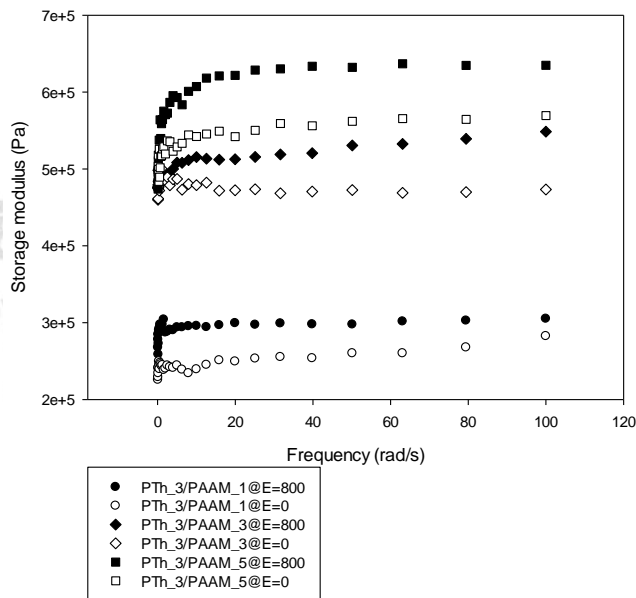 7e+5
6e+5
5e+5
4e+5
3e+5
2e+5
Storage modulus (Pa)
0 20 40 60 80 100 120
Frequency (rad/s)
PTh_3/PAAM_1@E=800
PTh_3/PAAM_1@E=0
PTh_3/PAAM_3@E=800
PTh_3/PAAM_3@E=0
PTh_3/PAAM_5@E=800
PTh_3/PAAM_5@E=0